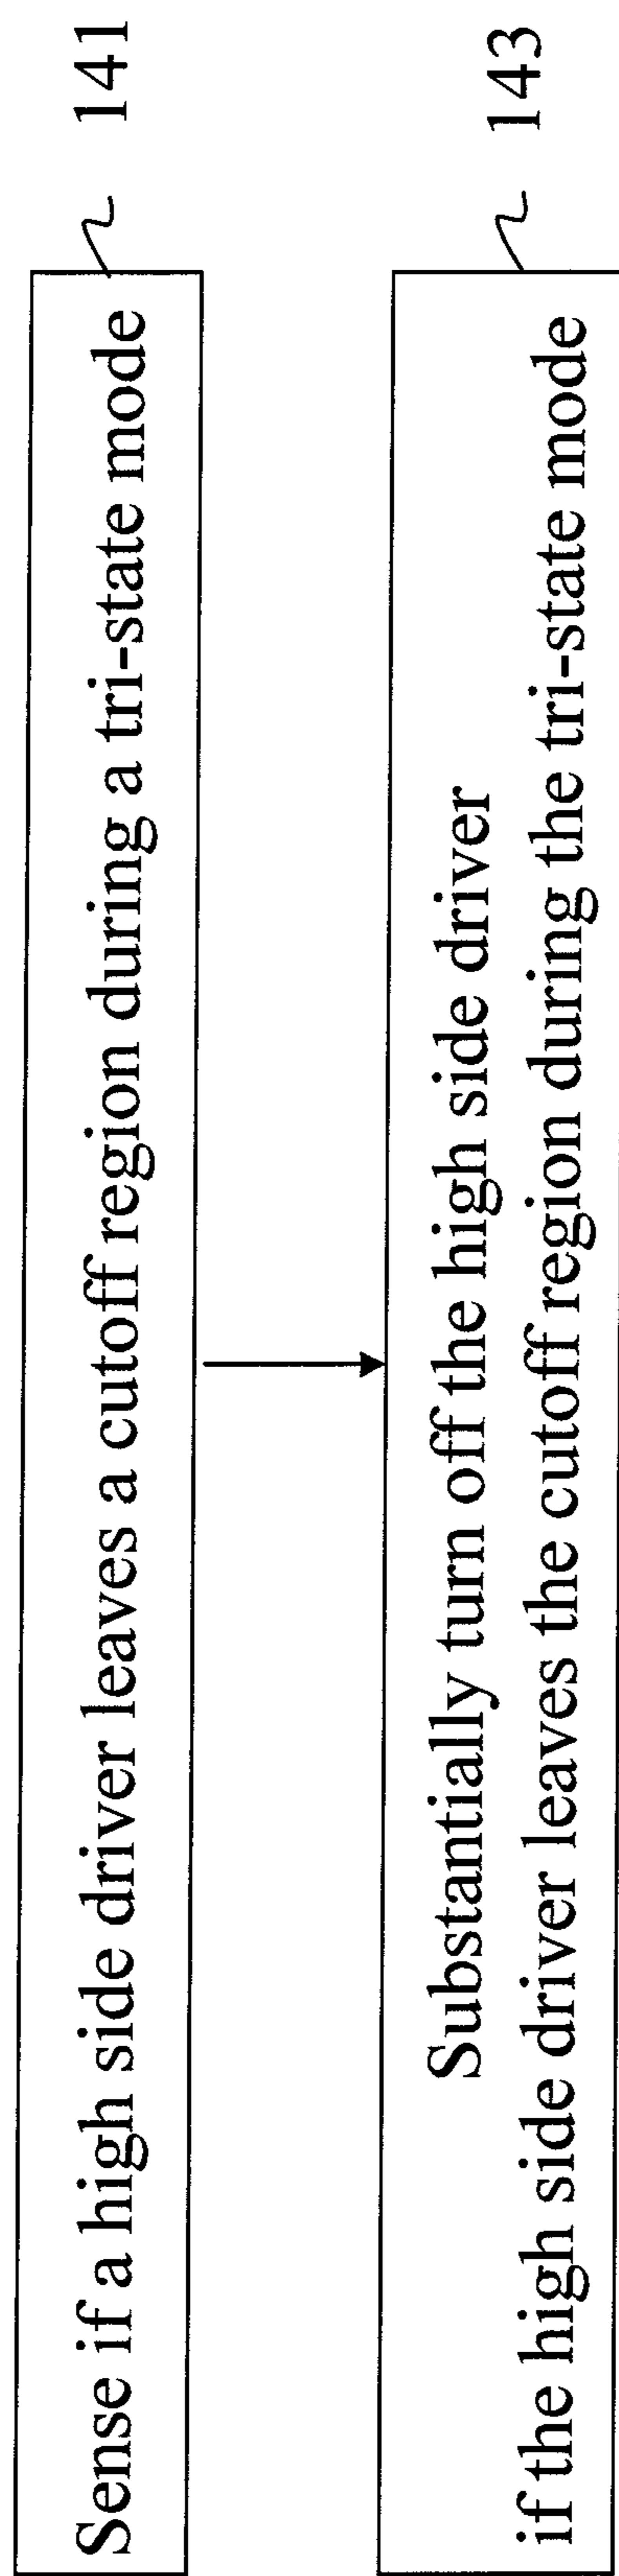 Sense if a high side driver leaves a cutoff region during a tri-state mode
141
Substantially turn off the high side driver
if the high side driver leaves the cutoff region during the tri-state mode
143